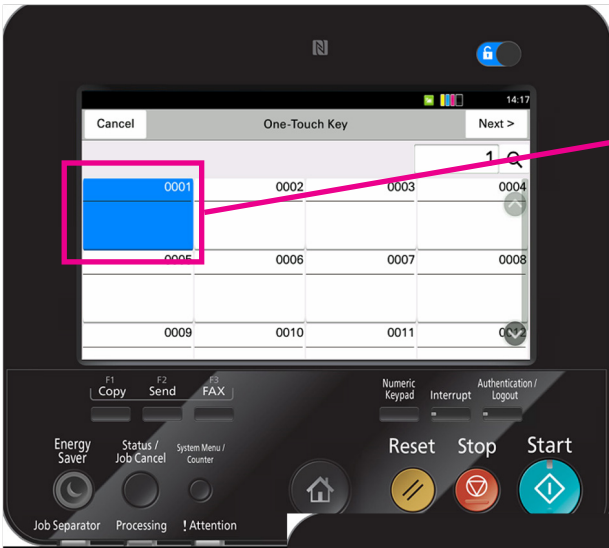 14:17
Cancel One-Touch Key Next >
1
0001 0002 0003 0004
0005 0006 0007 0008
0009 0010 0011 0012
F1 F2 F3
Copy Send FAX
Numeric Keypad Interrupt Authentication / Logout
Energy Saver
Status / Job Cancel
System Menu / Counter
Reset Stop Start
Job Separator Processing ! Attention